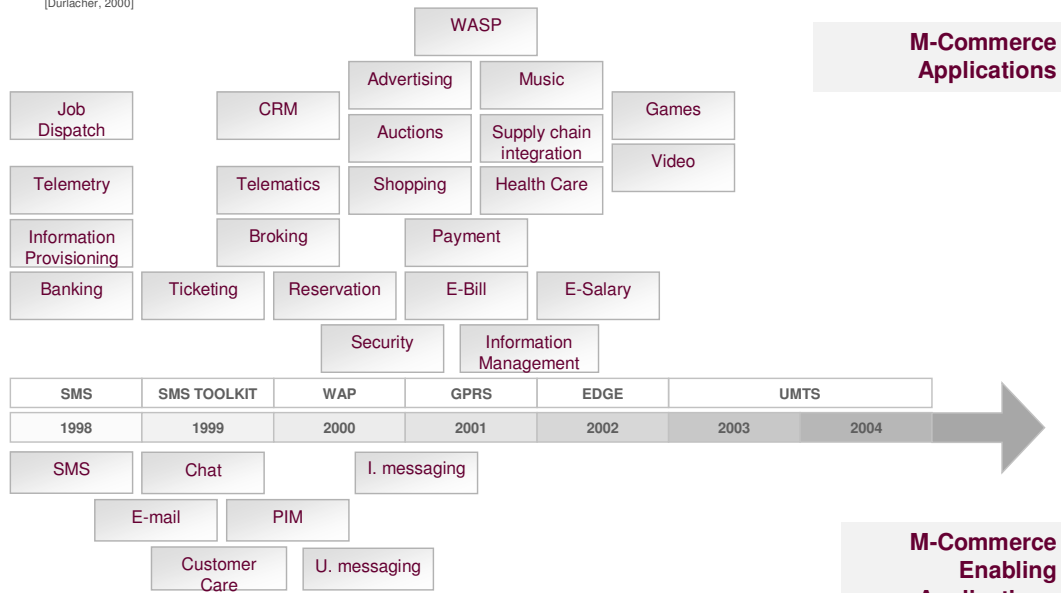 [Durlacher, 2000]
WASP
M-Commerce
Applications
Advertising
Music
Job
Dispatch
CRM
Games
Auctions
Supply chain
integration
Video
Telemetry
Telematics
Shopping
Health Care
Information
Provisioning
Broking
Payment
Banking
Ticketing
Reservation
E-Bill
E-Salary
Security
Information
Management
SMS
SMS TOOLKIT
WAP
GPRS
EDGE
UMTS
1998
1999
2000
2001
2002
2003
2004
SMS
Chat
I. messaging
E-mail
PIM
Customer
Care
U. messaging
M-Commerce
Enabling
Applications